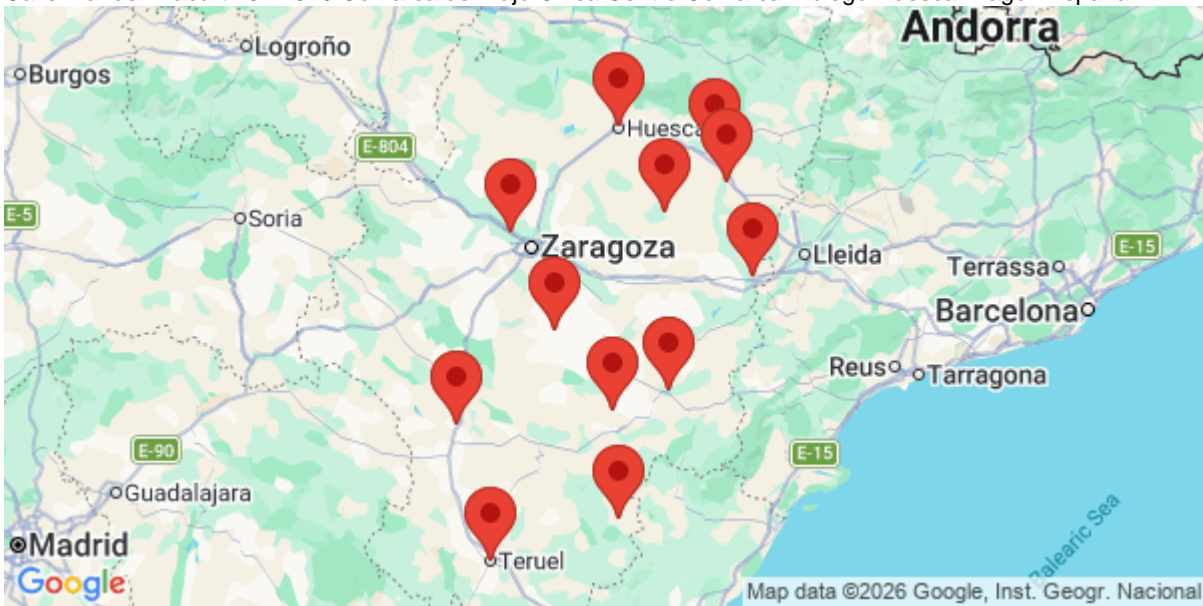 Andorra
Logroño
Burgos
Huesca
E-804
E-5
Soria
Zaragoza
Lleida
E-15
Terrassa
Barcelona
Reus
Tarragona
E-90
E-15
Guadalajara
Madrid
Teruel
Balearic Sea
Google
Map data ©2026 Google, Inst. Geogr. Nacional